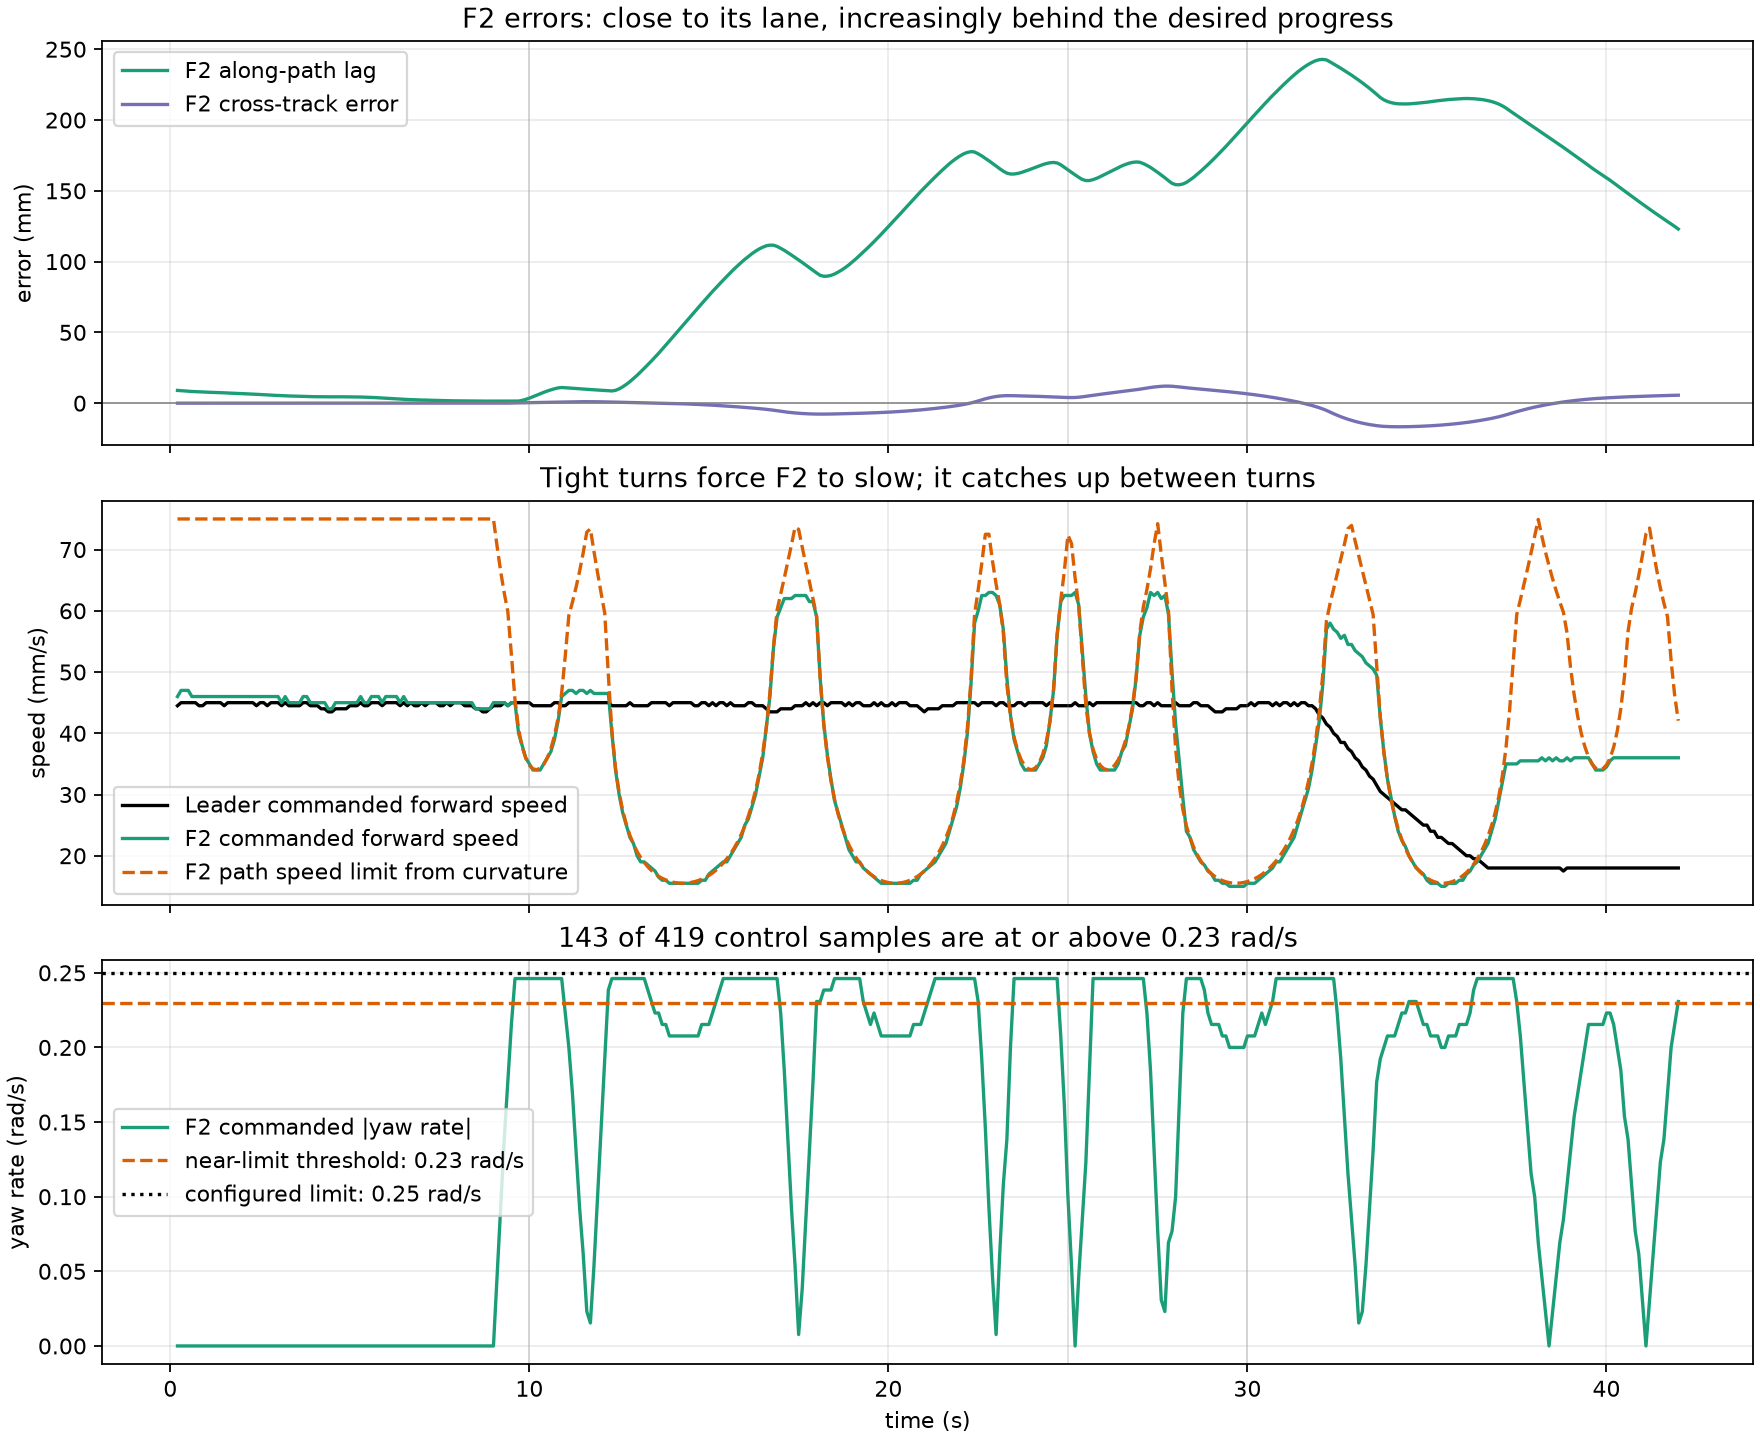 F2 errors: close to its lane, increasingly behind the desired progress
250
200
150
100
50
0
error (mm)
F2 along-path lag
F2 cross-track error
Tight turns force F2 to slow; it catches up between turns
70
60
50
40
30
20
speed (mm/s)
Leader commanded forward speed
F2 commanded forward speed
F2 path speed limit from curvature
143 of 419 control samples are at or above 0.23 rad/s
0.25
0.20
0.15
0.10
0.05
0.00
yaw rate (rad/s)
F2 commanded |yaw rate|
near-limit threshold: 0.23 rad/s
configured limit: 0.25 rad/s
0 10 20 30 40
time (s)